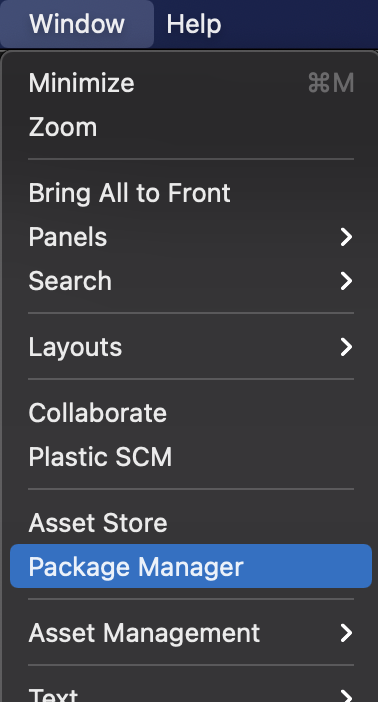 Window Help
Minimize ⌘M
Zoom
Bring All to Front
Panels
Search
Layouts
Collaborate
Plastic SCM
Asset Store
Package Manager
Asset Management
Text